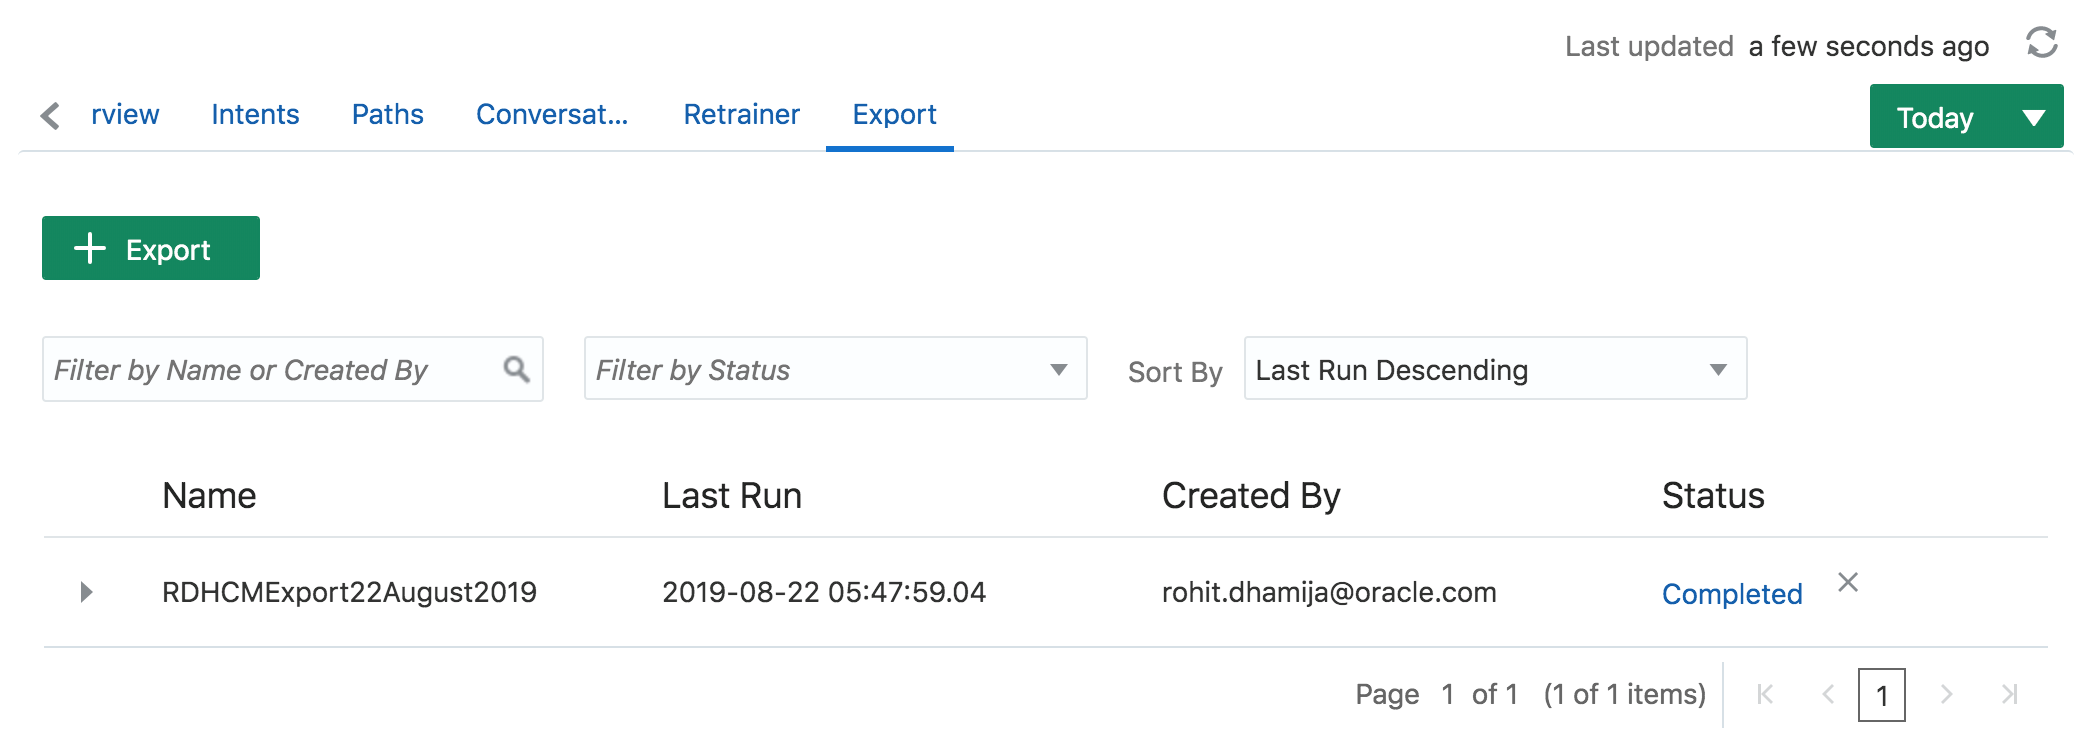 Last updated a few seconds ago
rview Intents Paths Conversat... Retrainer Export Today
+ Export
Filter by Name or Created By Filter by Status Sort By Last Run Descending
Name Last Run Created By Status
RDHCMExport22August2019 2019-08-22 05:47:59.04 rohit.dhamija@oracle.com Completed
Page 1 of 1 (1 of 1 items) 1